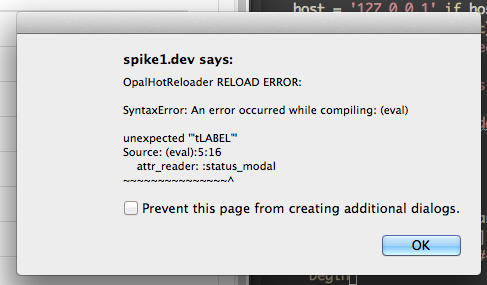 host = '127.0.0.1' if hos
spike1.dev says:
OpalHotReloader RELOAD ERROR:
SyntaxError: An error occurred while compiling: (eval)
unexpected '"tLABEL"'
Source: (eval):5:16
attr_reader: :status_modal
~~~~~~~~~~~~~~~^
Prevent this page from creating additional dialogs.
OK